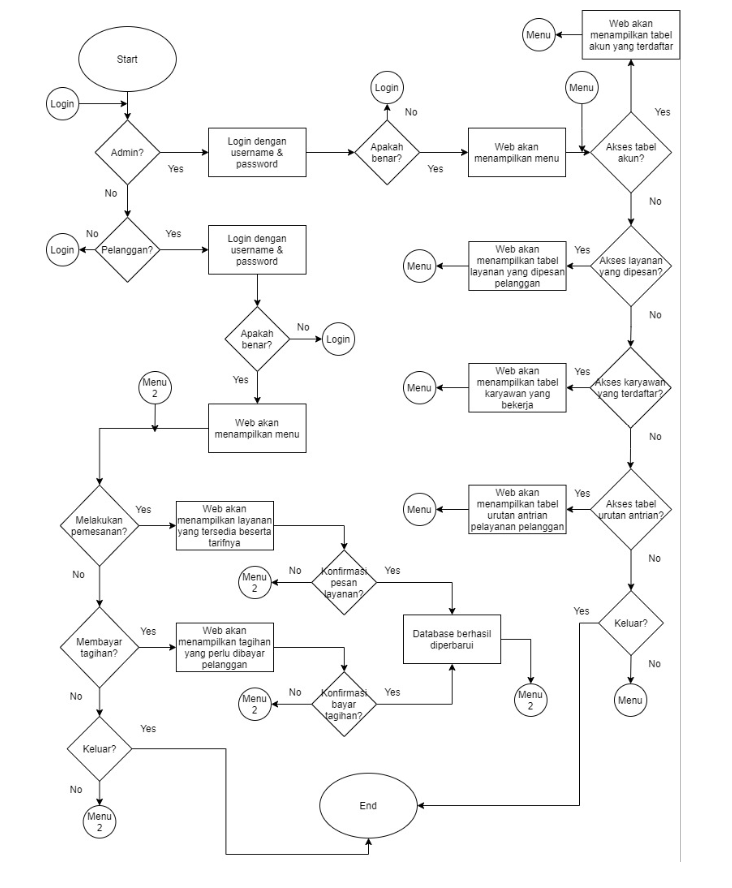 Start
Login
Admin?
Yes
No
Login dengan
username &
password
Apakah
benar?
Login
No
Yes
Web akan
menampilkan menu
Menu
Akses tabel
akun?
Yes
No
Web akan
menampilkan tabel
akun yang terdaftar
Menu
Pelanggan?
No
Login
Yes
Login dengan
username &
password
Apakah
benar?
No
Login
Yes
Web akan
menampilkan menu
Menu
2
Akses layanan
yang dipesan?
Yes
No
Web akan
menampilkan tabel
layanan yang dipesan
pelanggan
Menu
Akses karyawan
yang terdaftar?
Yes
No
Web akan
menampilkan tabel
karyawan yang
bekerja
Menu
Akses tabel
urutan antrian?
Yes
No
Web akan
menampilkan tabel
urutan antrian
pelayanan pelanggan
Menu
Keluar?
Yes
No
Menu
Melakukan
pemesanan?
Yes
No
Web akan
menampilkan layanan
yang tersedia beserta
tarifnya
Konfirmasi
pesan
layanan?
No
Menu
2
Yes
Database berhasil
diperbarui
Menu
2
Membayar
tagihan?
Yes
No
Web akan
menampilkan tagihan
yang perlu dibayar
pelanggan
Konfirmasi
bayar
tagihan?
No
Menu
2
Yes
Keluar?
Yes
No
Menu
2
End